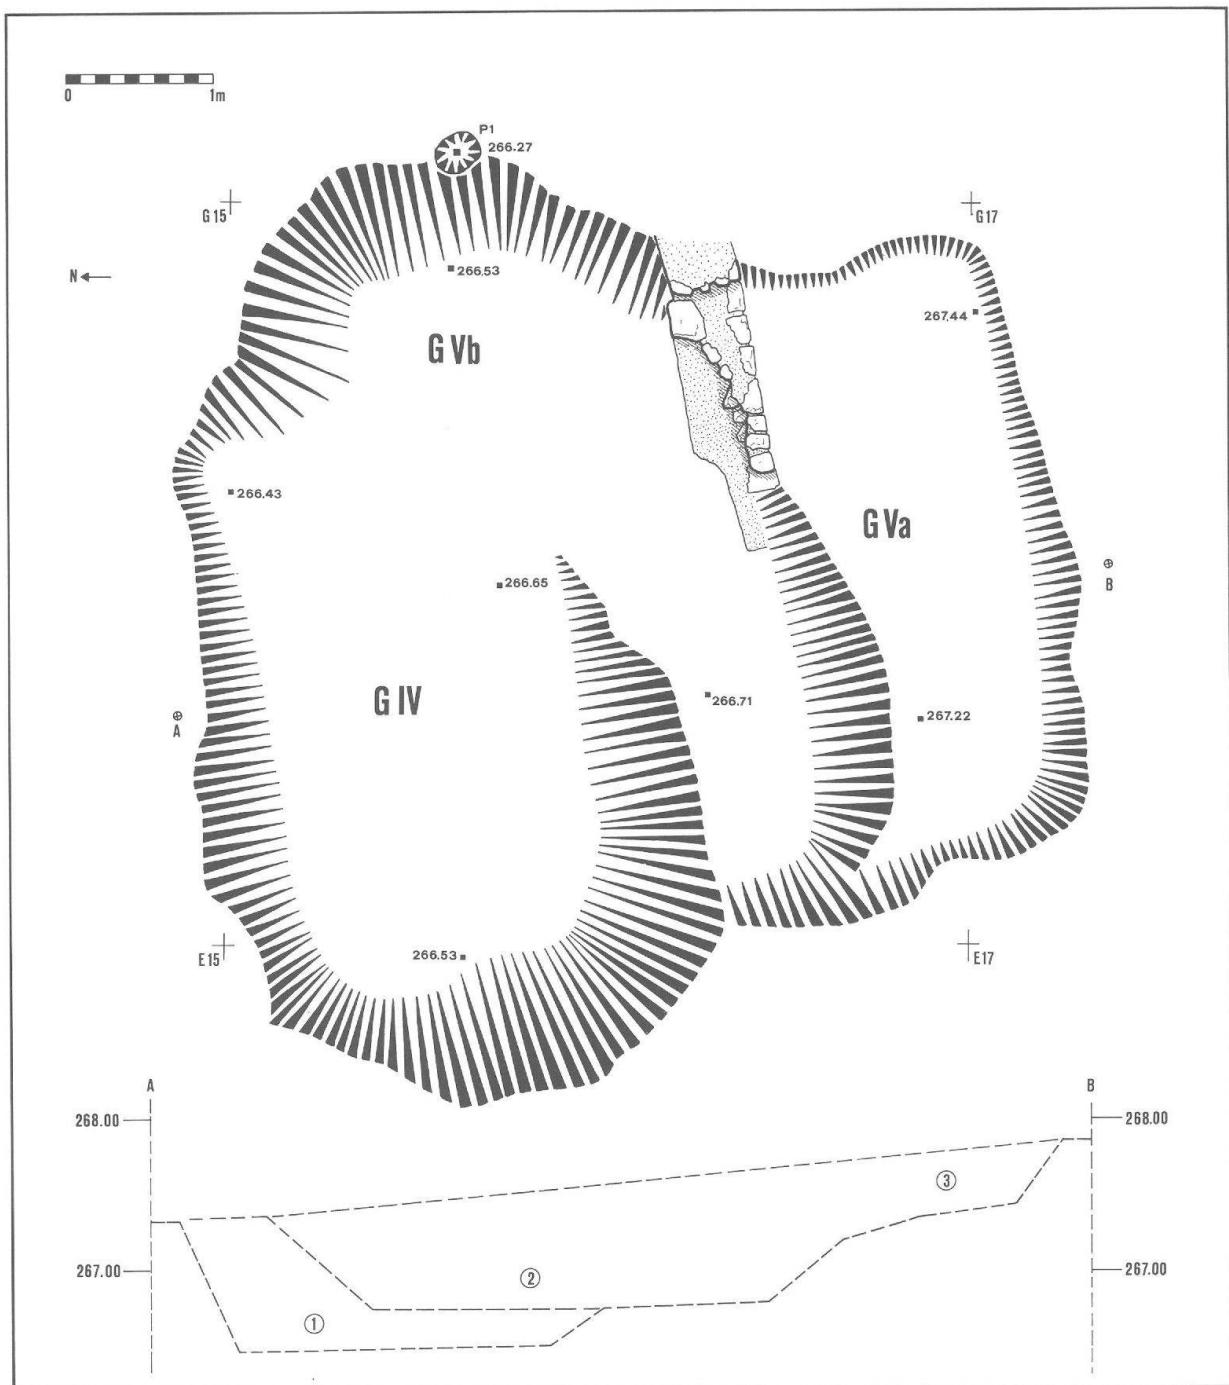 0 1m
P1
266.27
G15
G17
N
266.53
267.44
G Vb
266.43
G Va
266.65
B
G IV
266.71
A
267.22
E15
266.53
E17
A B
268.00 268.00
③
267.00 267.00
②
①